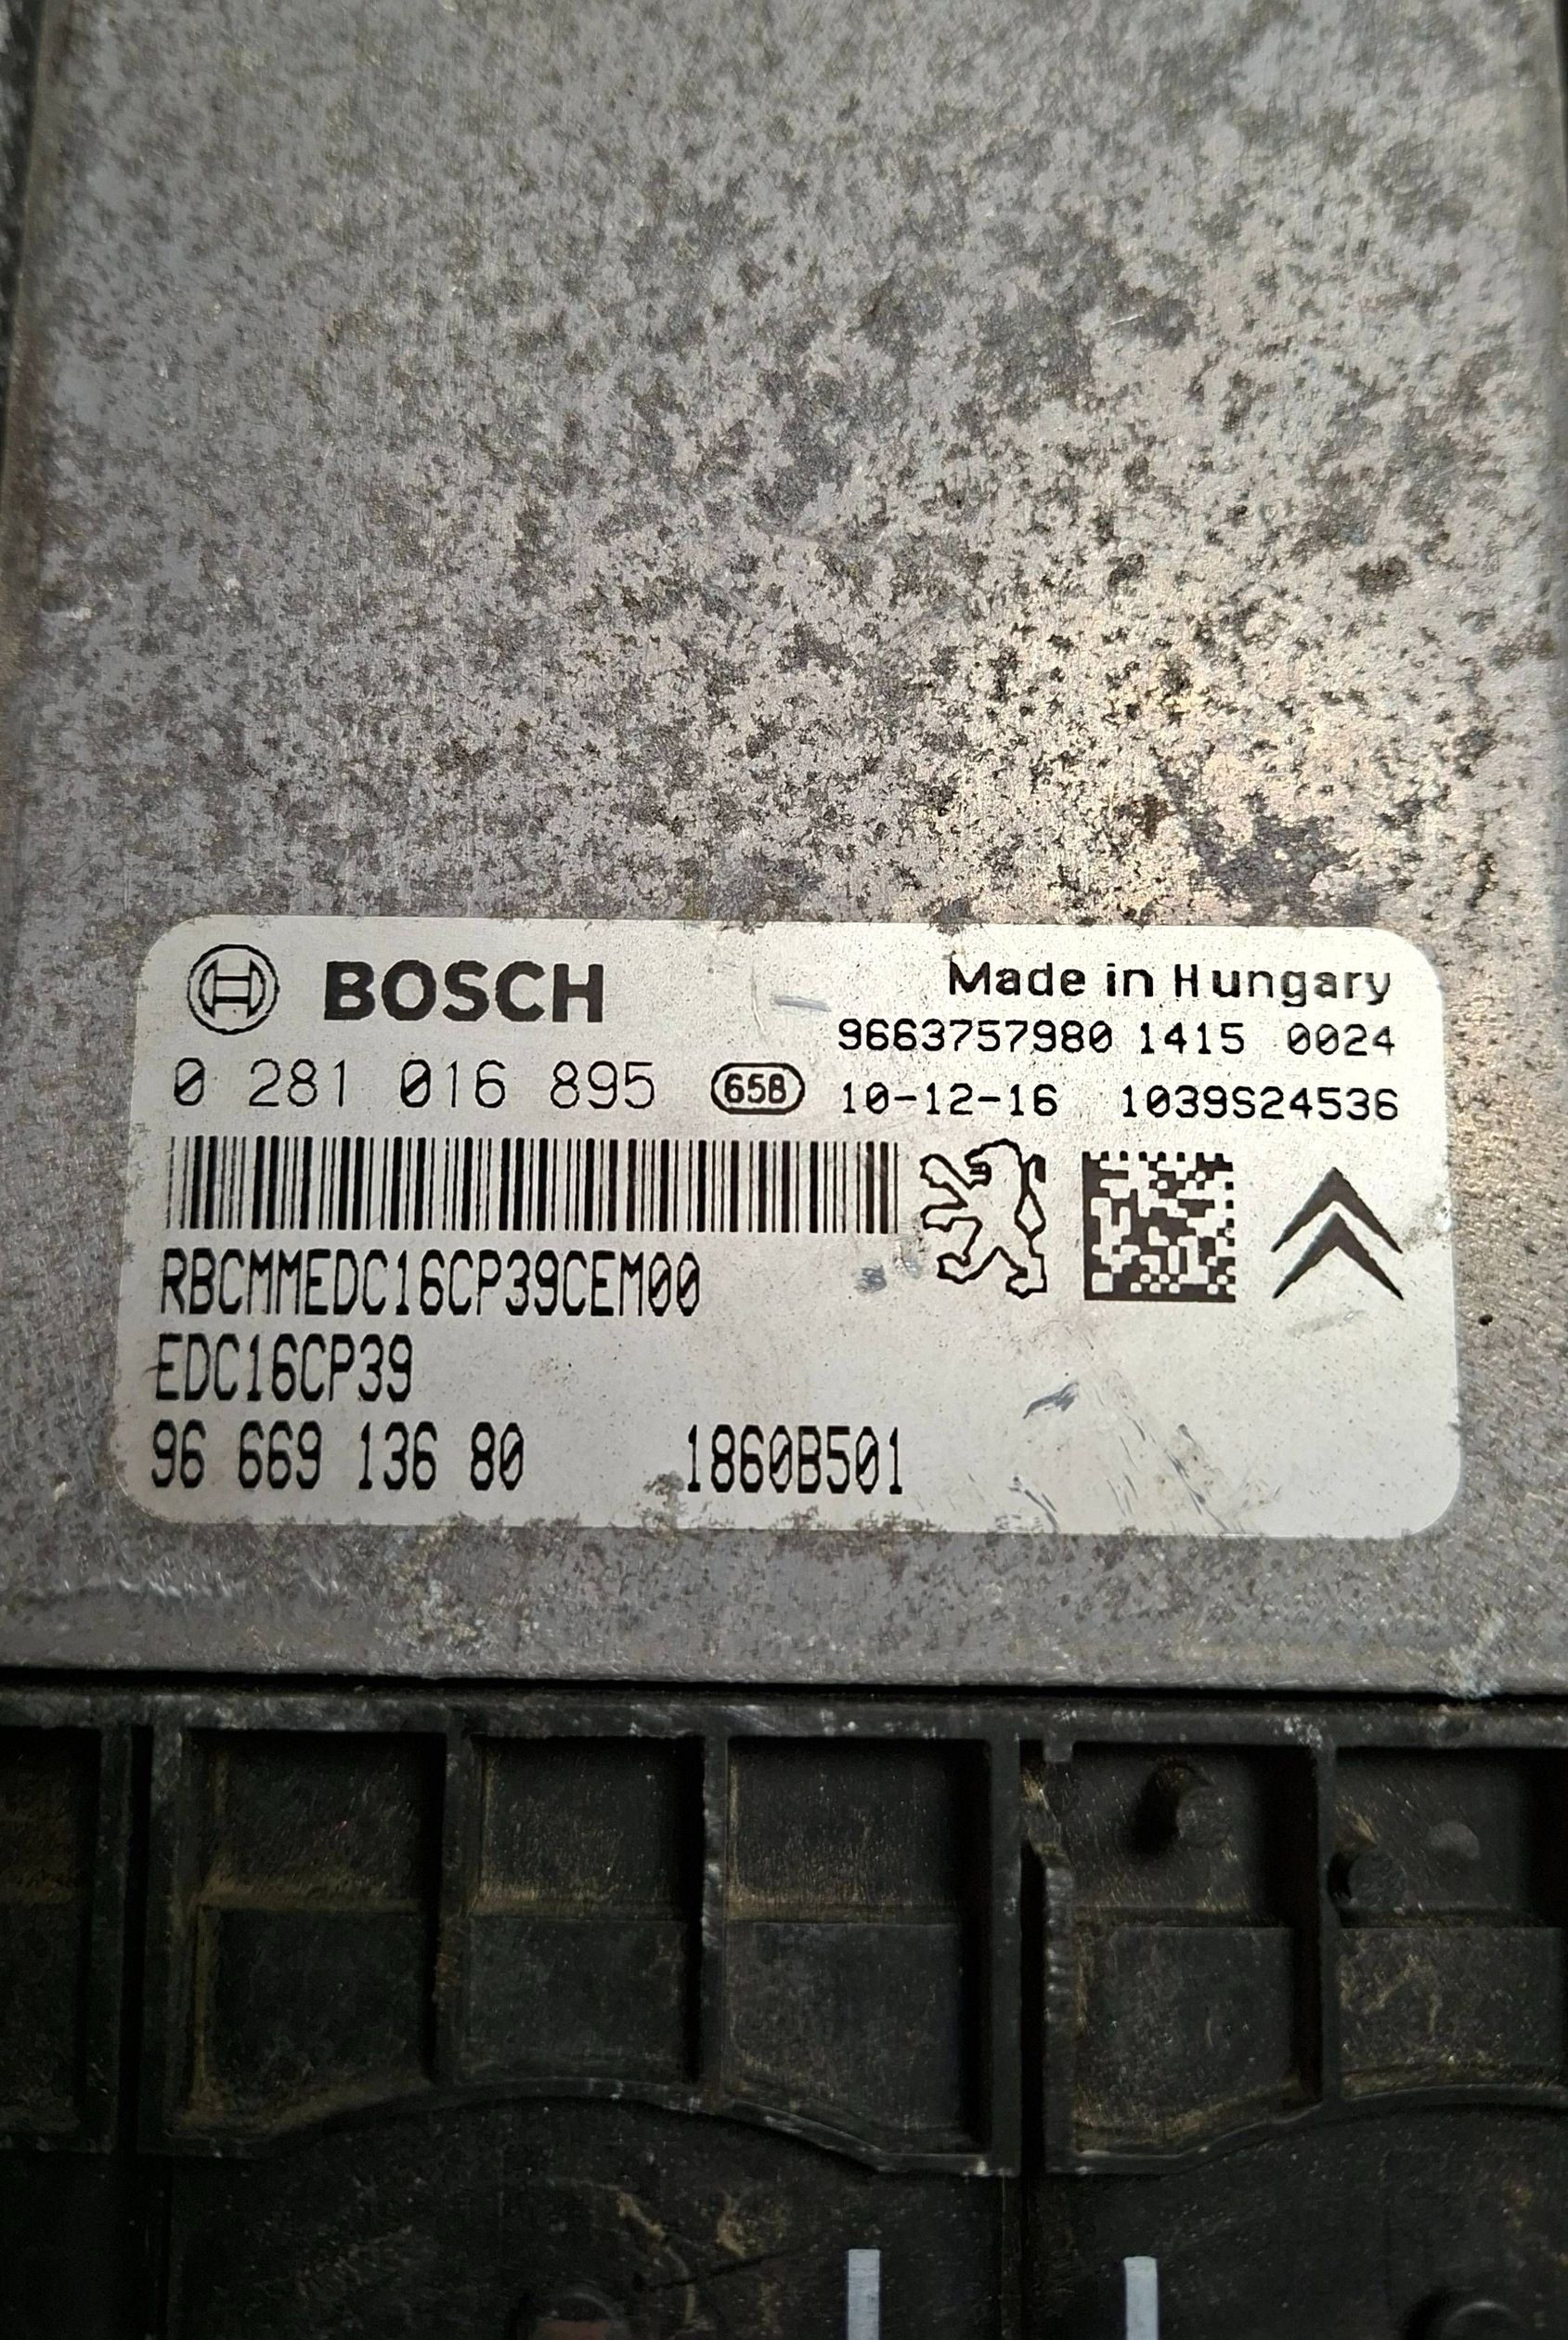 BOSCH
Made in Hungary
9663757980 1415 0024
0 281 016 895
658
10-12-16 1039S24536
RBCMMEDC16CP39CEM00
EDC16CP39
96 669 136 80 1860B501